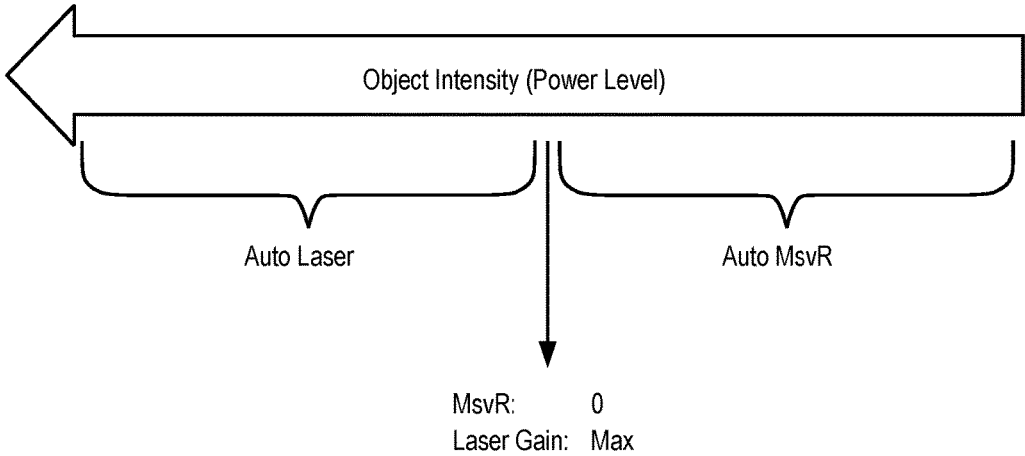 Object Intensity (Power Level)
Auto Laser
Auto MsvR
MsvR: 0
Laser Gain: Max